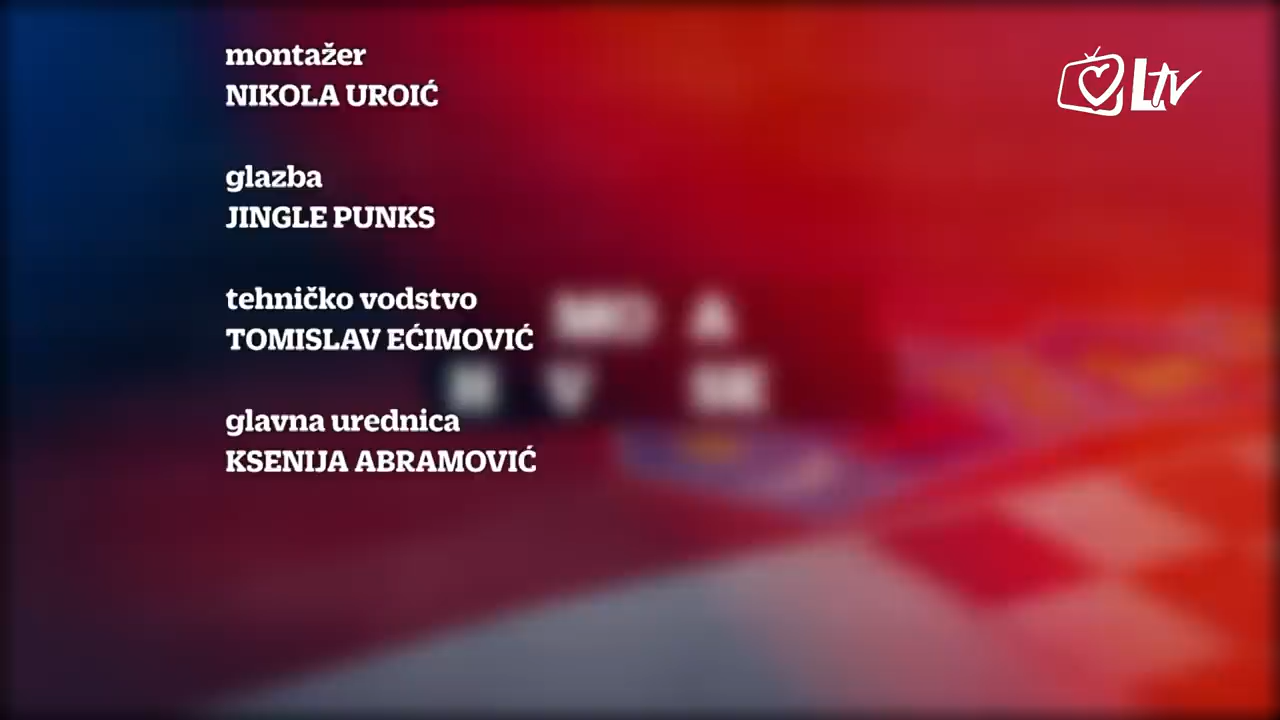 montažer
NIKOLA UROIĆ
LTV
glazba
JINGLE PUNKS
tehničko vodstvo
TOMISLAV EĆIMOVIĆ
glavna urednica
KSENIJA ABRAMOVIĆ